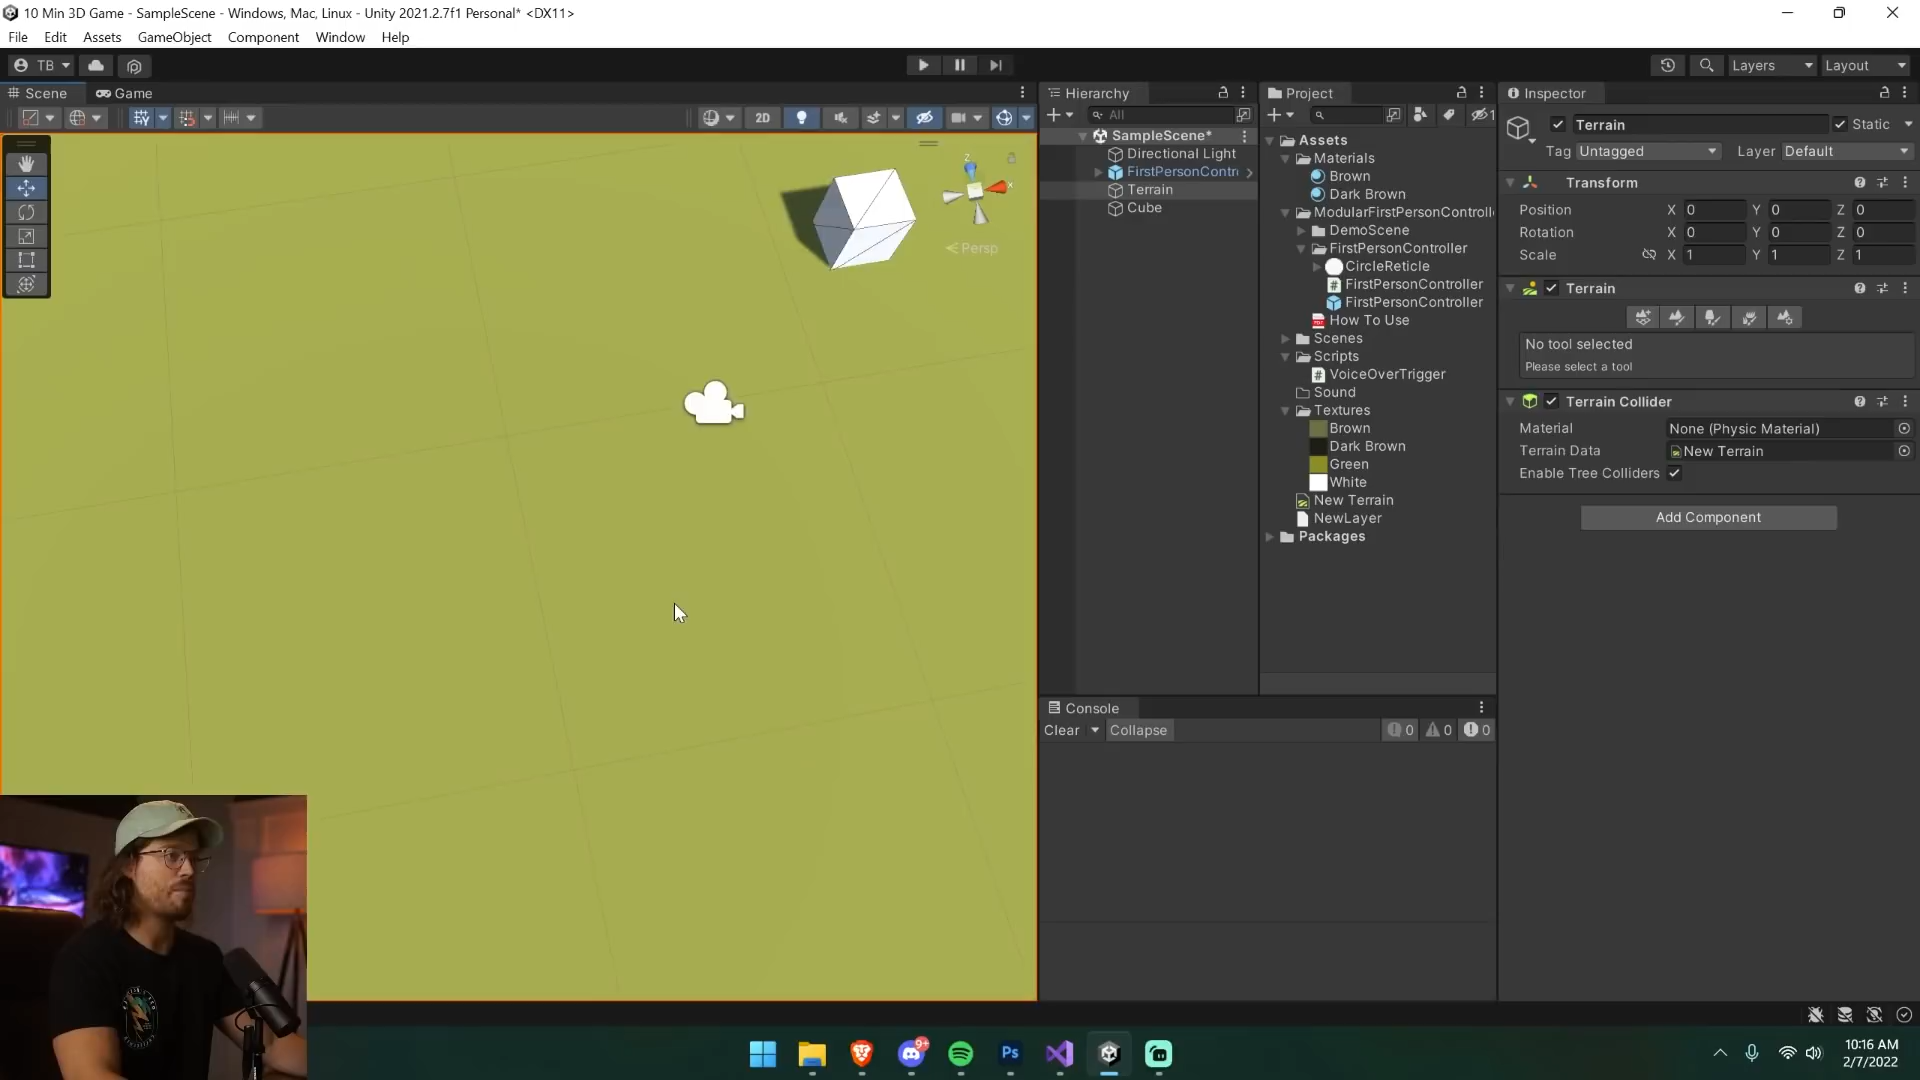 10 Min 3D Game - SampleScene - Windows, Mac, Linux - Unity 2021.2.7f1 Personal* <DX11>
File Edit Assets GameObject Component Window Help
TB Layers Layout
Scene Game
2D
z
x
Persp
Hierarchy
All
SampleScene*
Directional Light
FirstPersonContr
Terrain
Cube
Project
1
Assets
Materials
Brown
Dark Brown
ModularFirstPersonControll
DemoScene
FirstPersonController
CircleReticle
FirstPersonController
FirstPersonController
How To Use
Scenes
Scripts
VoiceOverTrigger
Sound
Textures
Brown
Dark Brown
Green
White
New Terrain
NewLayer
Packages
Console
Clear Collapse 0 0 0
Inspector
Terrain Static
Tag Untagged Layer Default
Transform
Position X 0 Y 0 Z 0
Rotation X 0 Y 0 Z 0
Scale X 1 Y 1 Z 1
Terrain
No tool selected
Please select a tool
Terrain Collider
Material None (Physic Material)
Terrain Data New Terrain
Enable Tree Colliders
Add Component
9+
Ps
10:16 AM
2/7/2022